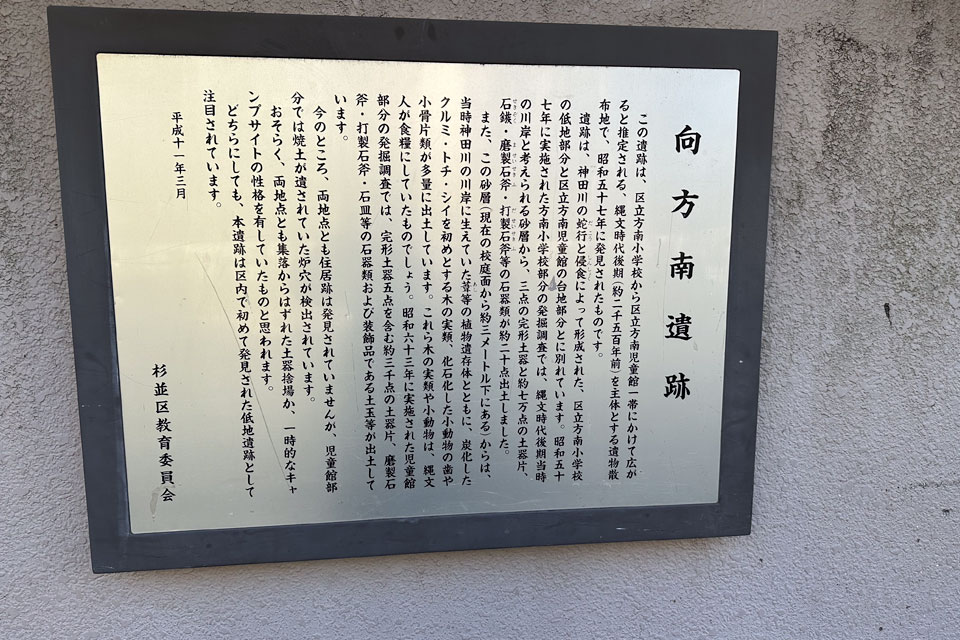 向方南遺跡
この遺跡は、区立方南小学校から区立方南児童館一帯にかけて広が
ると推定される、縄文時代後期(約二千五百年前)を主体とする遺物散
布地で、昭和五十七年に発見されたものです。
遺跡は、神田川の蛇行と侵食によって形成された、区立方南小学校
の低地部分と区立方南児童館の台地部分とに別れています。昭和五十
七年に実施された方南小学校部分の発掘調査では、縄文時代後期当時
の川岸と考えられる砂層から、三点の完形土器と約七万点の土器片、
石鏃・磨製石斧・打製石斧等の石器類が約二十点出土しました。
また、この砂層(現在の校庭面から約三メートル下にある)からは、
当時神田川の川岸に生えていた葦等の植物遺存体とともに、炭化した
クルミ・トチ・シイを初めとする木の実類、化石化した小動物の歯や
小骨片類が多量に出土しています。これら木の実類や小動物は、縄文
人が食糧にしていたものでしょう。昭和六十三年に実施された児童館
部分の発掘調査では、完形土器五点を含む約三千点の土器片、磨製石
斧・打製石斧・石皿等の石器類および装飾品である土玉等が出土して
います。
今のところ、両地点とも住居跡は発見されていませんが、児童館部
分では焼土が遺されていた炉穴が検出されています。
おそらく、両地点とも集落からはずれた土器捨場か、一時的なキャ
ンプサイトの性格を有していたものと思われます。
どちらにしても、本遺跡は区内で初めて発見された低地遺跡として
注目されています。
平成十一年三月
杉並区教育委員会